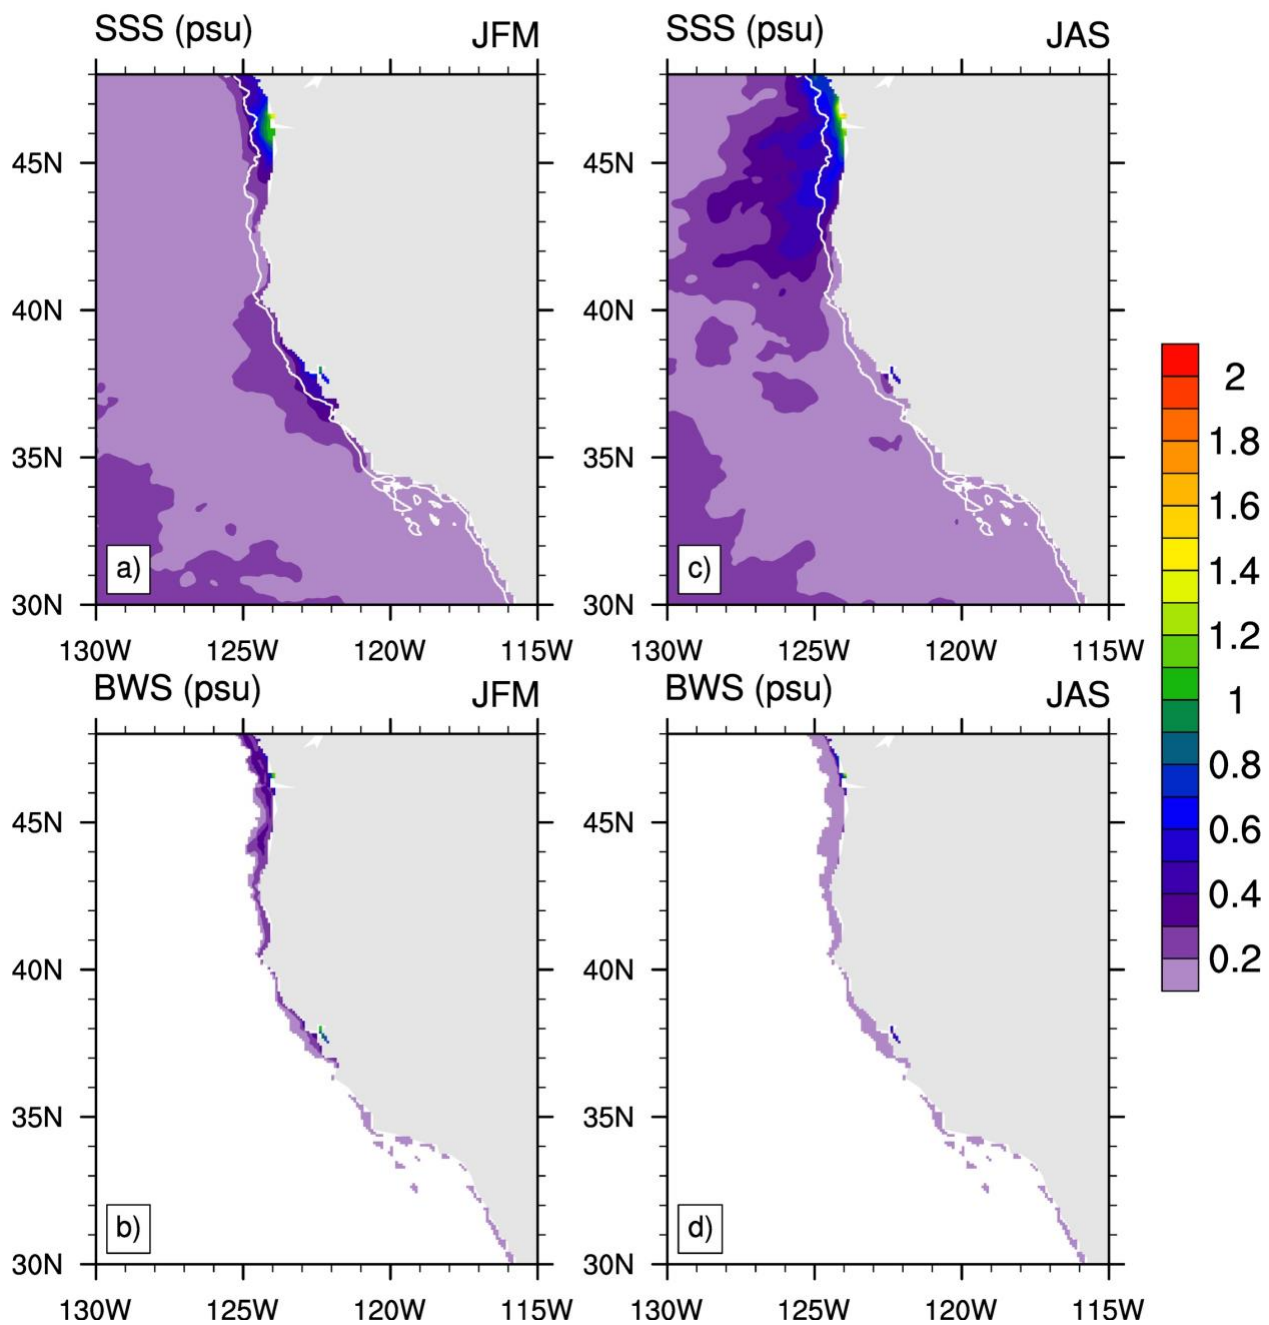 SSS (psu) JFM
45N
40N
35N
30N
a)
130W 125W 120W 115W
SSS (psu) JAS
45N
40N
35N
30N
c)
130W 125W 120W 115W
BWS (psu) JFM
45N
40N
35N
30N
b)
130W 125W 120W 115W
BWS (psu) JAS
45N
40N
35N
30N
d)
130W 125W 120W 115W
2
1.8
1.6
1.4
1.2
1
0.8
0.6
0.4
0.2